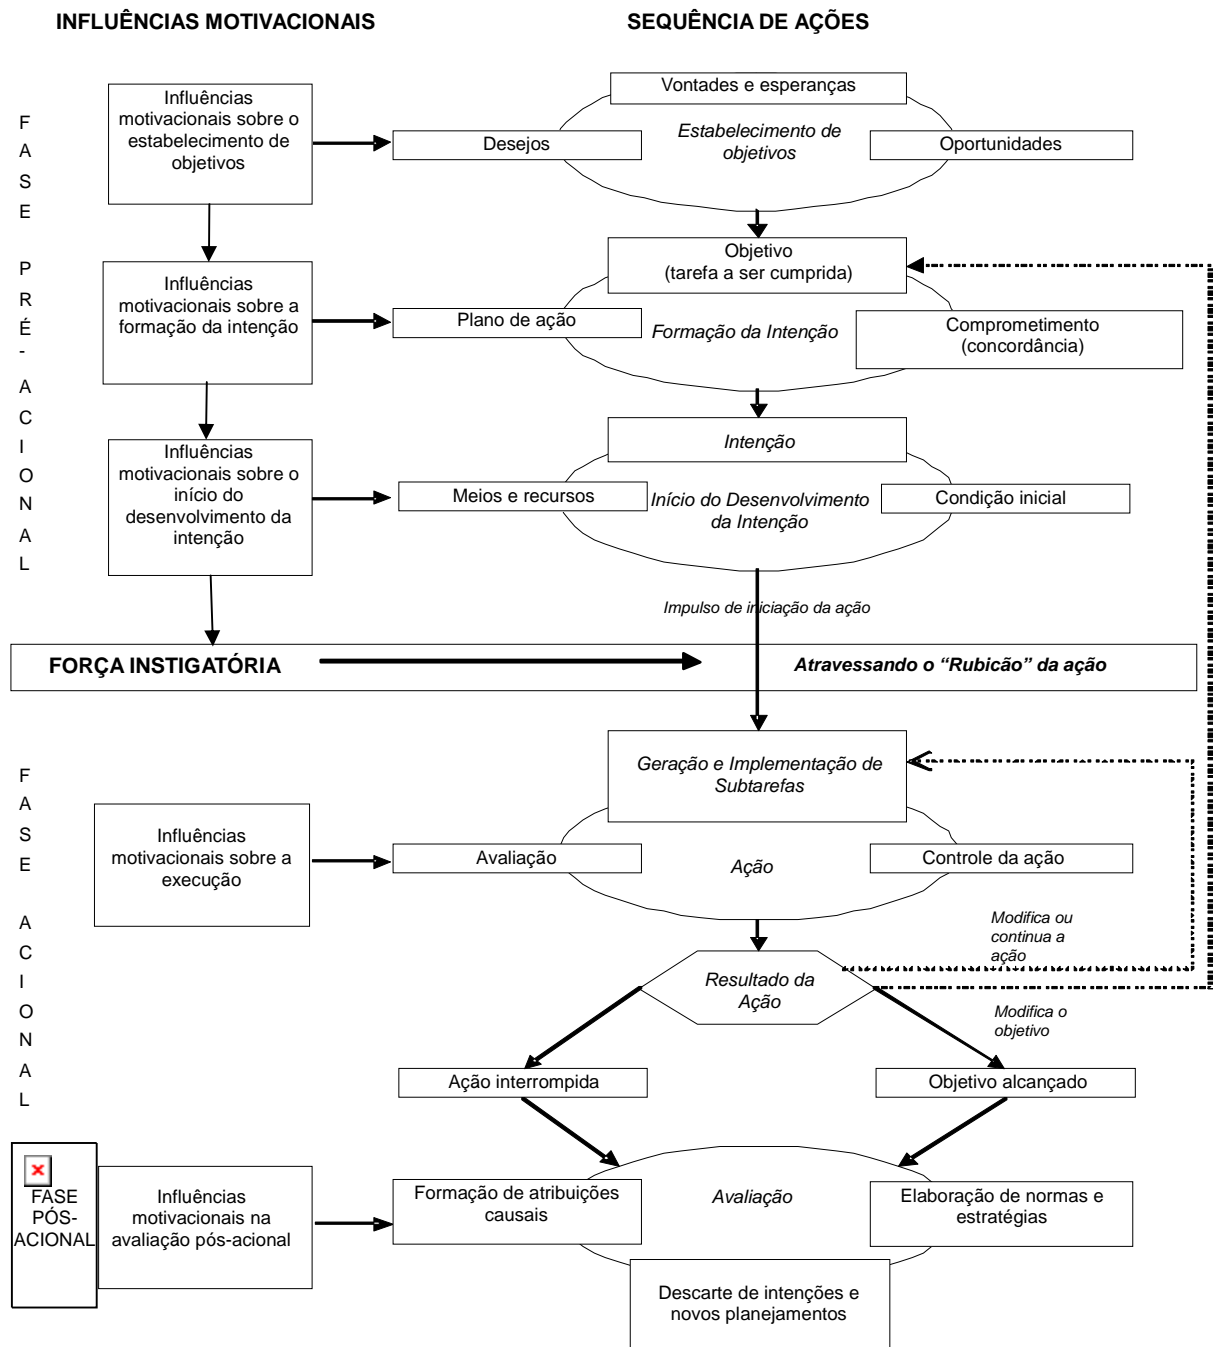 INFLUÊNCIAS MOTIVACIONAIS
SEQUÊNCIA DE AÇÕES
FASE PRÉ-ACIONAL
Influências
motivacionais sobre o
estabelecimento de
objetivos
Vontades e esperanças
Desejos
Estabelecimento de
objetivos
Oportunidades
Influências
motivacionais sobre a
formação da intenção
Objetivo
(tarefa a ser cumprida)
Plano de ação
Formação da Intenção
Comprometimento
(concordância)
Influências
motivacionais sobre o
início do
desenvolvimento da
intenção
Intenção
Meios e recursos
Início do Desenvolvimento
da Intenção
Condição inicial
Impulso de iniciação da ação
FORÇA INSTIGATÓRIA
Atravessando o “Rubicão” da ação
FASE ACIONAL
Geração e Implementação de
Subtarefas
Influências
motivacionais sobre a
execução
Avaliação
Ação
Controle da ação
Modifica ou
continua a
ação
Resultado da
Ação
Modifica o
objetivo
Ação interrompida
Objetivo alcançado
FASE
PÓS-
ACIONAL
Influências
motivacionais na
avaliação pós-acional
Formação de atribuições
causais
Avaliação
Elaboração de normas e
estratégias
Descarte de intenções e
novos planejamentos